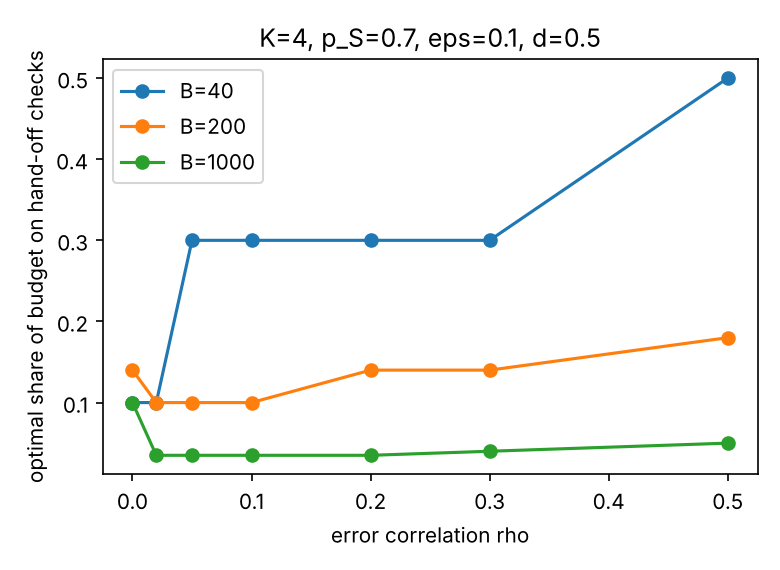 K=4, p_S=0.7, eps=0.1, d=0.5
optimal share of budget on hand-off checks
0.5
0.4
0.3
0.2
0.1
B=40
B=200
B=1000
0.0 0.1 0.2 0.3 0.4 0.5
error correlation rho